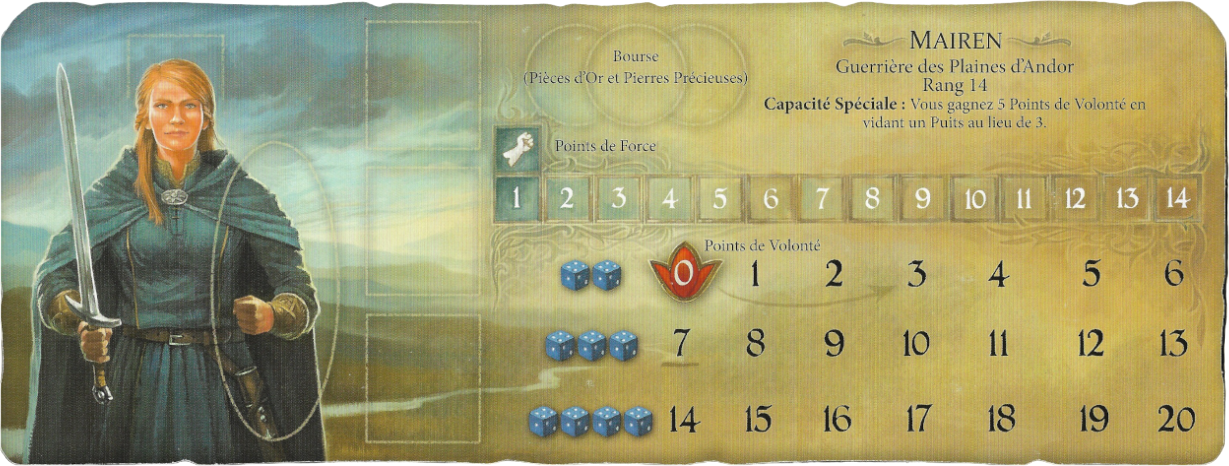 MAIREN
Guerrière des Plaines d'Andor
Rang 14
Capacité Spéciale : Vous gagnez 5 Points de Volonté en
vidant un Puits au lieu de 3.
Bourse
(Pièces d'Or et Pierres Précieuses)
Points de Force
1 2 3 4 5 6 7 8 9 10 11 12 13 14
Points de Volonté
0 1 2 3 4 5 6
7 8 9 10 11 12 13
14 15 16 17 18 19 20